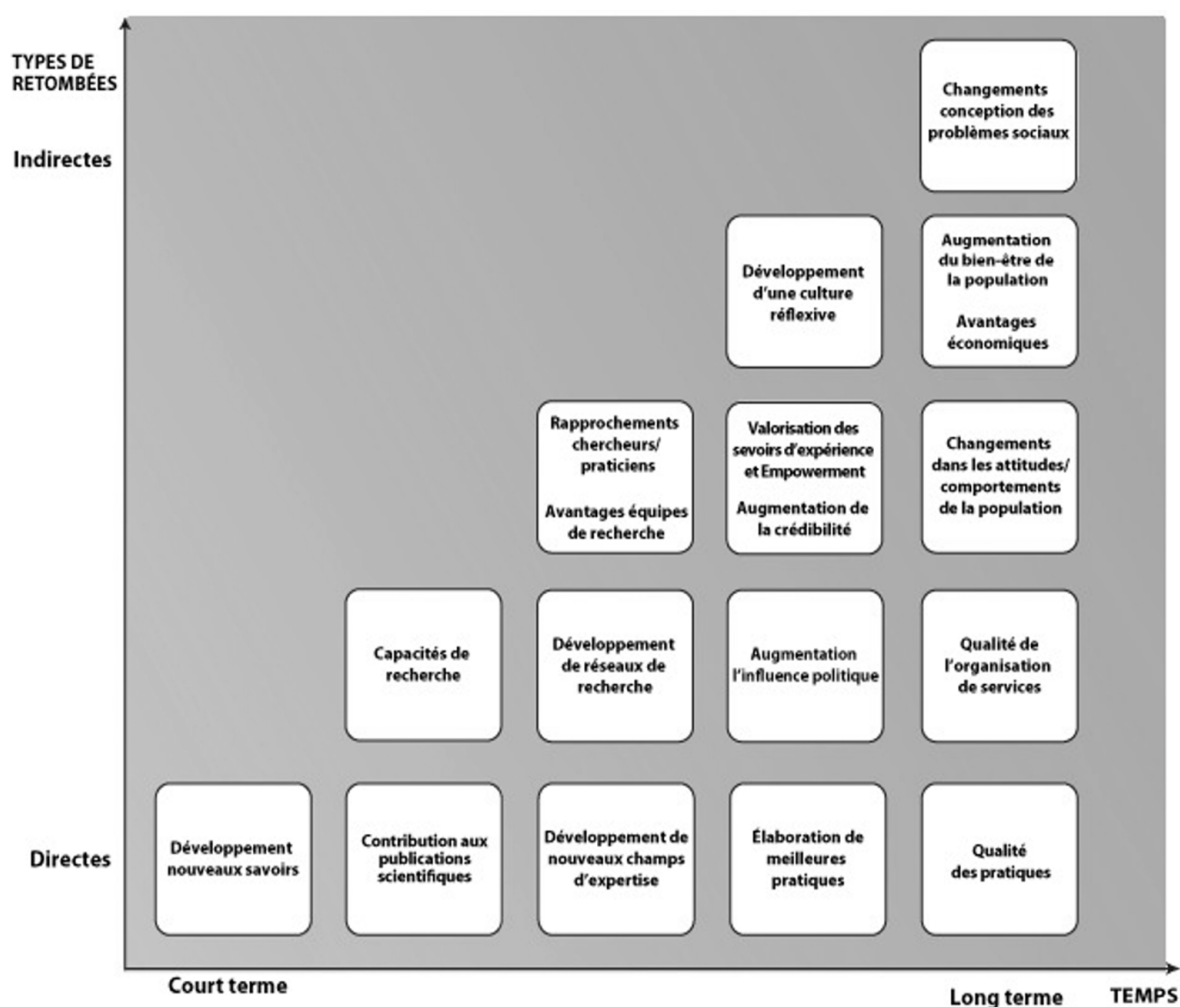 TYPES DE
RETOMBÉES
Indirectes
Changements
conception des
problèmes sociaux
Développement
d'une culture
réflexive
Augmentation
du bien-être de
la population
Avantages
économiques
Rapprochements
chercheurs/
praticiens
Avantages équipes
de recherche
Valorisation des
sevoirs d'expérience
et Empowerment
Augmentation de
la crédibilité
Changements
dans les attitudes/
comportements
de la population
Capacités de
recherche
Développement
de réseaux de
recherche
Augmentation
l'influence politique
Qualité de
l'organisation
de services
Directes
Développement
nouveaux savoirs
Contribution aux
publications
scientifiques
Développement de
nouveaux champs
d'expertise
Élaboration de
meilleures
pratiques
Qualité
des pratiques
Court terme
Long terme
TEMPS